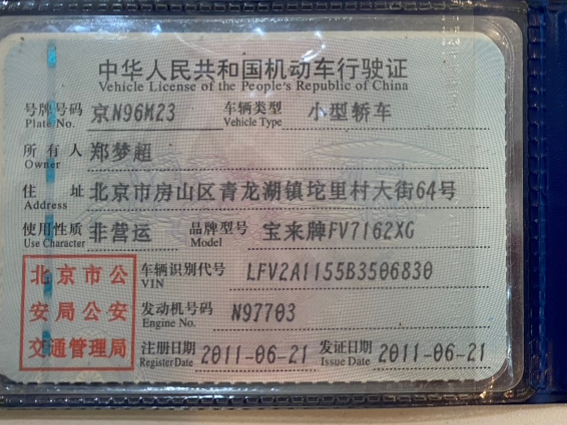 中华人民共和国机动车行驶证
Vehicle License of the People's Republic of China
号牌号码 京N96M23 车辆类型 小型轿车
Plate No. Vehicle Type
所有人 郑梦超
Owner
住址 北京市房山区青龙湖镇坨里村大街64号
Address
使用性质 非营运 品牌型号 宝来牌FV7162XG
Use Character Model
北京市公安局公安交通管理局
车辆识别代号 LFV2A1155B3506830
VIN
发动机号码 N97703
Engine No.
注册日期 2011-06-21 发证日期 2011-06-21
Register Date Issue Date